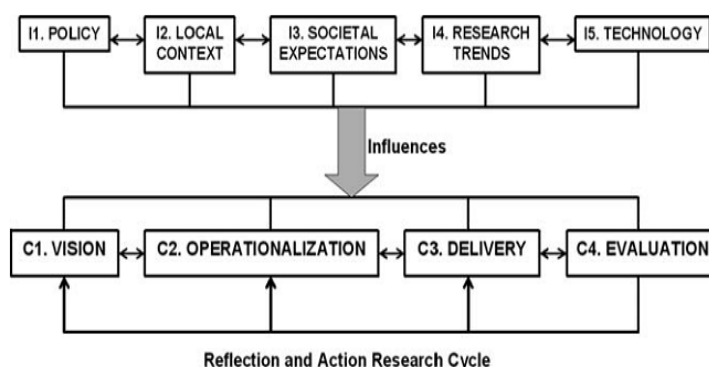 I1. POLICY
I2. LOCAL
CONTEXT
I3. SOCIETAL
EXPECTATIONS
I4. RESEARCH
TRENDS
I5. TECHNOLOGY
Influences
C1. VISION
C2. OPERATIONALIZATION
C3. DELIVERY
C4. EVALUATION
Reflection and Action Research Cycle